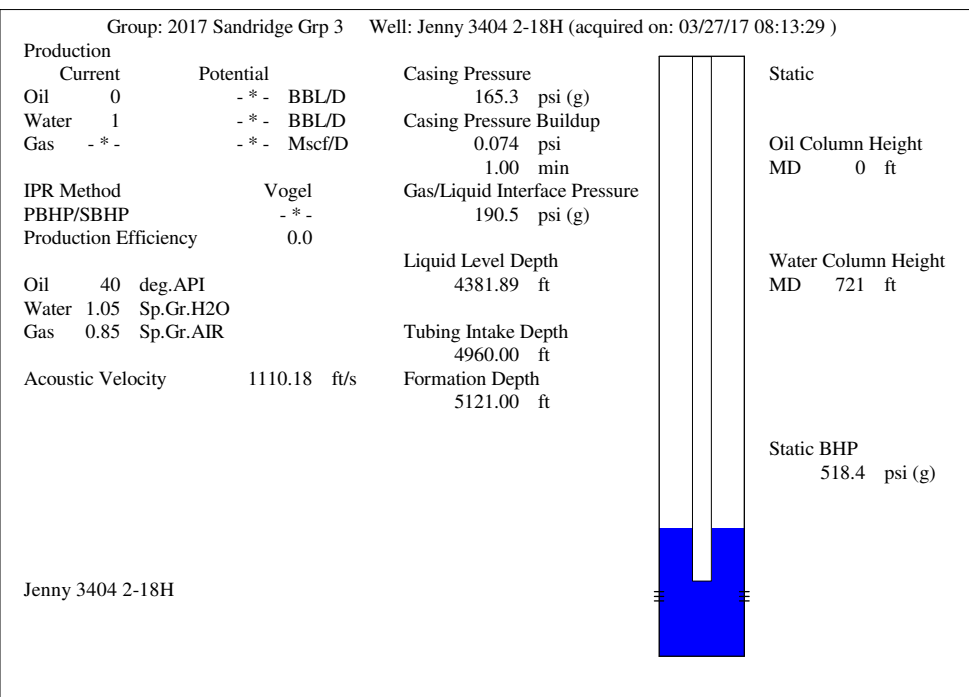 Group: 2017 Sandridge Grp 3 Well: Jenny 3404 2-18H (acquired on: 03/27/17 08:13:29 )
Production
Current Potential
Oil 0 - * - BBL/D
Water 1 - * - BBL/D
Gas - * - - * - Mscf/D
IPR Method Vogel
PBHP/SBHP - * -
Production Efficiency 0.0
Oil 40 deg.API
Water 1.05 Sp.Gr.H2O
Gas 0.85 Sp.Gr.AIR
Acoustic Velocity 1110.18 ft/s
Casing Pressure
165.3 psi (g)
Casing Pressure Buildup
0.074 psi
1.00 min
Gas/Liquid Interface Pressure
190.5 psi (g)
Liquid Level Depth
4381.89 ft
Tubing Intake Depth
4960.00 ft
Formation Depth
5121.00 ft
Static
Oil Column Height
MD 0 ft
Water Column Height
MD 721 ft
Static BHP
518.4 psi (g)
Jenny 3404 2-18H